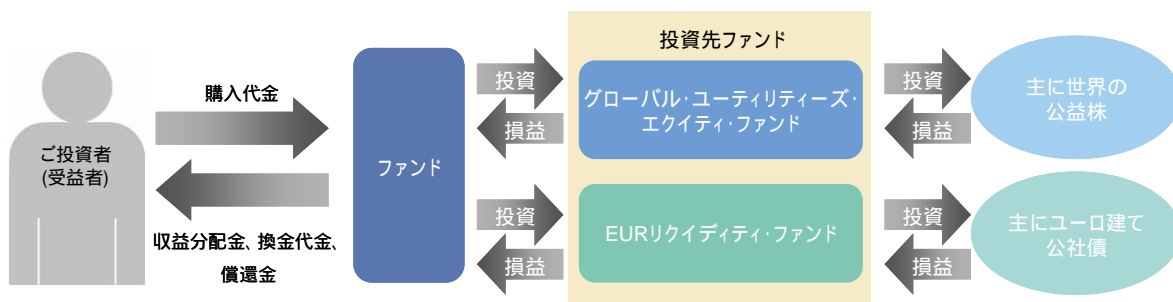 ご投資者
(受益者)
購入代金
収益分配金、換金代金、
償還金
ファンド
投資
損益
投資
損益
投資先ファンド
グローバル・ユーティリティーズ・
エクイティ・ファンド
EURリクイディティ・ファンド
投資
損益
投資
損益
主に世界の
公益株
主にユーロ建て
公社債